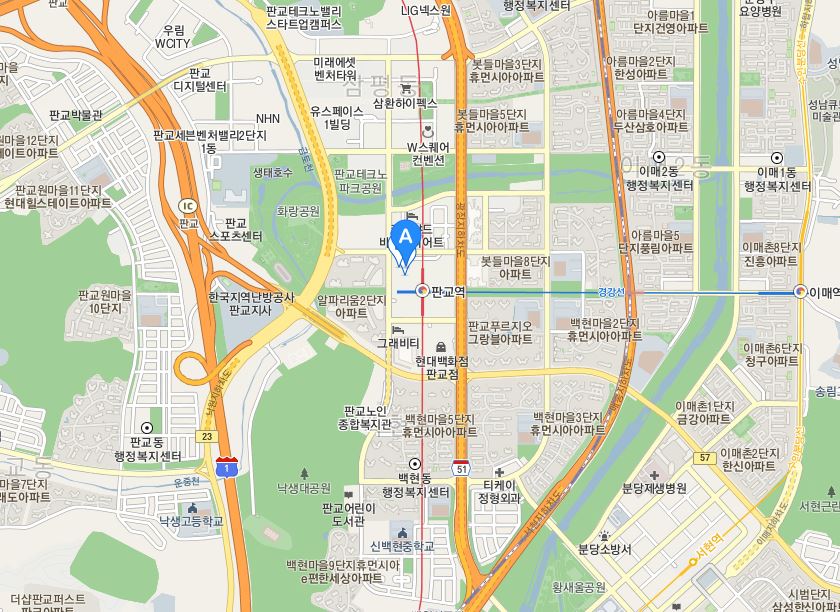 판교
판교테크노밸리
스타트업캠퍼스
LIG넥스원
행정복지센터
아름마을1
단지건영아파트
요양병원
우림
WCITY
미래에셋
벤처타워
삼평동
봇들마을3단지
휴먼시아아파트
아름마을2단지
한성아파트
판교
디지털센터
삼환하이펙스
판교박물관
NHN
유스페이스
1빌딩
봇들마을5단지
휴먼시아아파트
아름마을4단지
두산삼호아파트
성남큐브
미술관
판교세븐벤처밸리2단지
1동
W스퀘어
컨벤션
금토천
판교원마을12단지
생태호수
판교테크노
파크공원
이매2동
이매2동
행정복지센터
이매1동
행정복지센터
판교원마을11단지
현대힐스테이트아파트
IC
판교
화랑공원
판교
스포츠센터
A
아름마을5
단지풍림아파트
이매촌8단지
진흥아파트
봇들마을8단지
아파트
판교원마을
10단지
한국지역난방공사
판교지사
알파리움2단지
아파트
판교역
경강선
이매역
그래비티
현대백화점
판교점
판교푸르지오
그랑블아파트
백현마을2단지
휴먼시아아파트
이매촌6단지
청구아파트
판교노인
종합복지관
백현마을5단지
휴먼시아아파트
백현마을3단지
휴먼시아아파트
이매촌1단지
금강아파트
송림고
판교동
행정복지센터
23
1
51
57
이매촌2단지
한신아파트
운중천
백현동
행정복지센터
티케이
정형외과
분당제생병원
낙생대공원
낙생고등학교
판교어린이
도서관
신백현중학교
서현근린
분당소방서
서현역
백현마을9단지휴먼시아
e편한세상아파트
황새울공원
시범단지
삼성한신아파트
더샵판교퍼스트
파크아파트